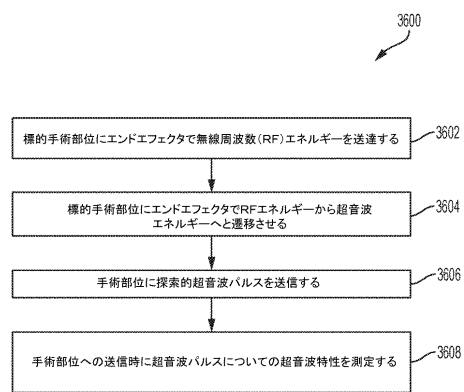 3600
標的手術部位にエンドエフェクタで無線周波数(RF)エネルギーを送達する
3602
標的手術部位にエンドエフェクタでRFエネルギーから超音波
エネルギーへと遷移させる
3604
手術部位に探索的超音波パルスを送信する
3606
手術部位への送信時に超音波パルスについての超音波特性を測定する
3608